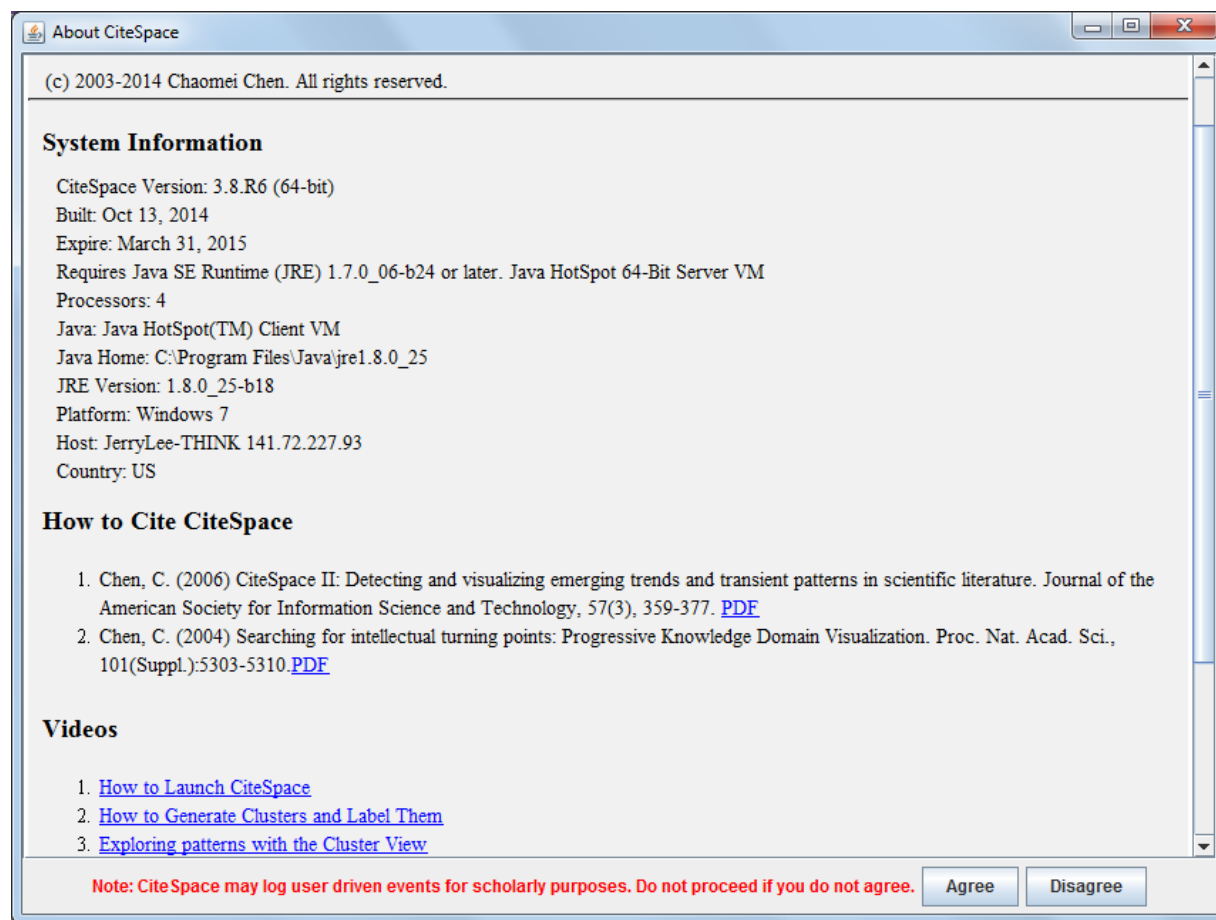 About CiteSpace
(c) 2003-2014 Chaomei Chen. All rights reserved.
System Information
CiteSpace Version: 3.8.R6 (64-bit)
Built: Oct 13, 2014
Expire: March 31, 2015
Requires Java SE Runtime (JRE) 1.7.0_06-b24 or later. Java HotSpot 64-Bit Server VM
Processors: 4
Java: Java HotSpot(TM) Client VM
Java Home: C:\Program Files\Java\jre1.8.0_25
JRE Version: 1.8.0_25-b18
Platform: Windows 7
Host: JerryLee-THINK 141.72.227.93
Country: US
How to Cite CiteSpace
1. Chen, C. (2006) CiteSpace II: Detecting and visualizing emerging trends and transient patterns in scientific literature. Journal of the
American Society for Information Science and Technology, 57(3), 359-377. PDF
2. Chen, C. (2004) Searching for intellectual turning points: Progressive Knowledge Domain Visualization. Proc. Nat. Acad. Sci.,
101(Suppl.):5303-5310.PDF
Videos
1. How to Launch CiteSpace
2. How to Generate Clusters and Label Them
3. Exploring patterns with the Cluster View
Note: CiteSpace may log user driven events for scholarly purposes. Do not proceed if you do not agree. Agree Disagree